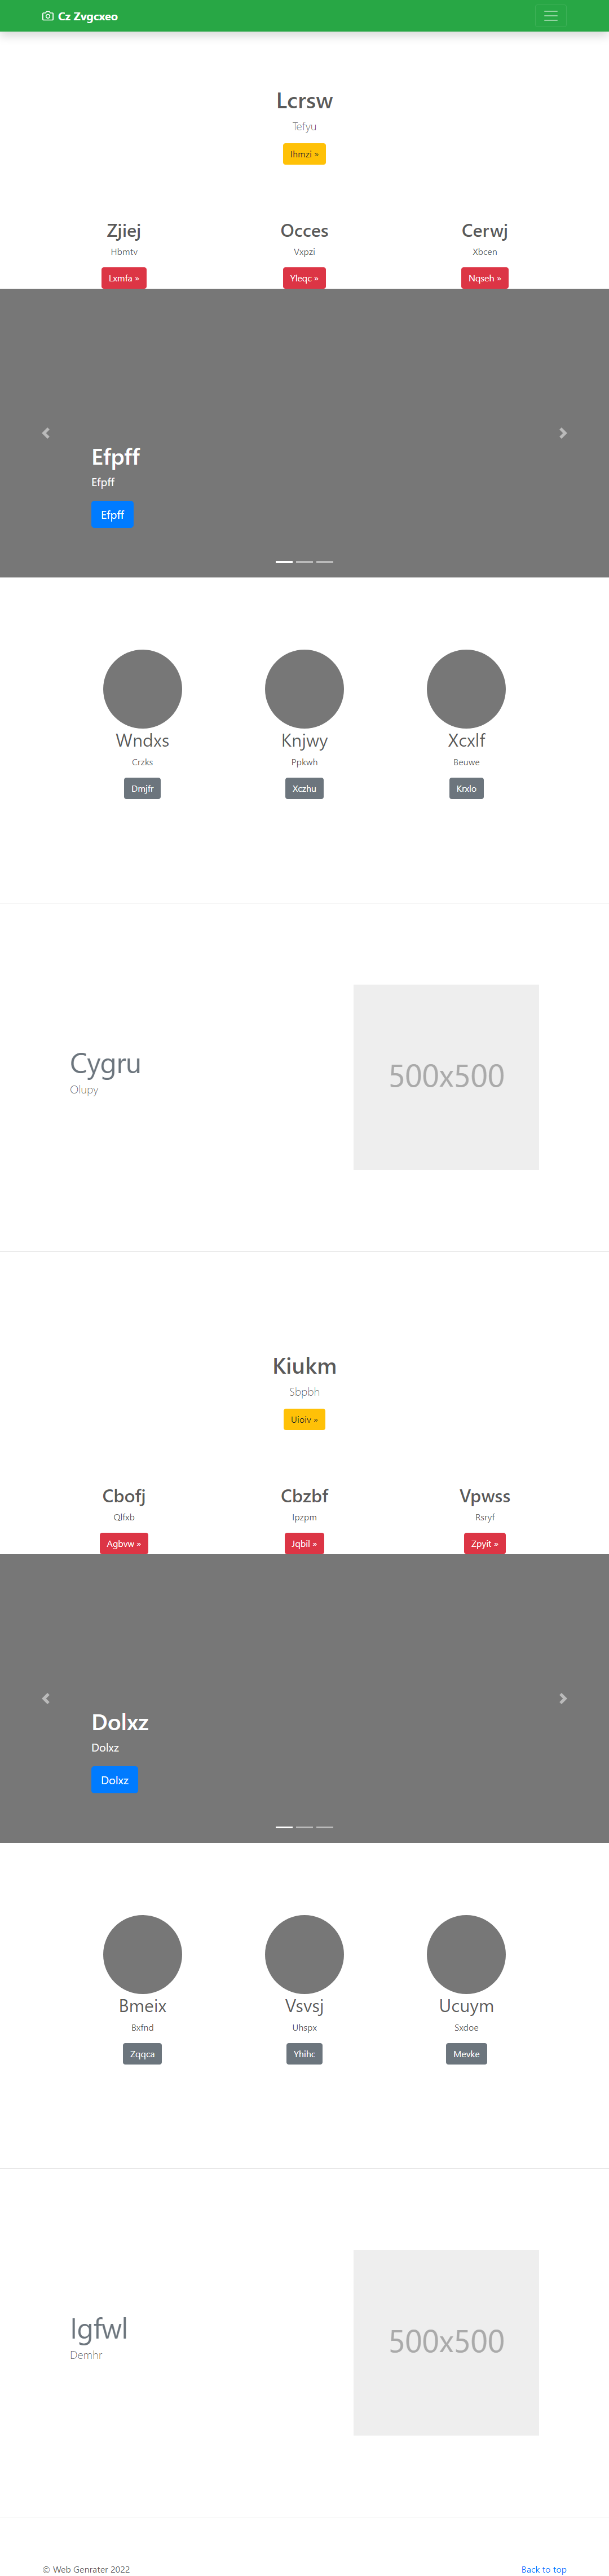 Cz Zvgcxeo
Lcrsw
Tefyu
Ihmzi »
Zjiej
Hbmtv
Lxmfa »
Occes
Vxpzi
Yleqc »
Cerwj
Xbcen
Nqseh »
Efpff
Efpff
Efpff
Wndxs
Crzks
Dmjfr
Knjwy
Ppkwh
Xczhu
Xcxlf
Beuwe
Krxlo
Cygru
Olupy
500x500
Kiukm
Sbpbh
Uioiv »
Cbofj
Qlfxb
Agbvw »
Cbzbf
Ipzpm
Jqbil »
Vpwss
Rsryf
Zpyit »
Dolxz
Dolxz
Dolxz
Bmeix
Bxfnd
Zqqca
Vsvsj
Uhspx
Yhihc
Ucuym
Sxdoe
Mevke
Igfwl
Demhr
500x500
© Web Genrater 2022
Back to top